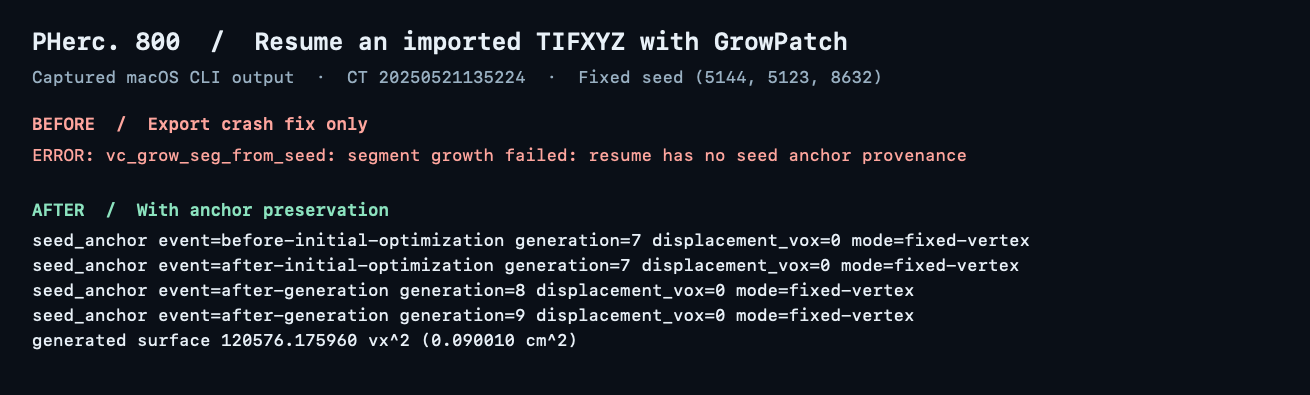 PHerc. 800  /  Resume an imported TIFXYZ with GrowPatch
Captured macOS CLI output  ·  CT 20250521135224  ·  Fixed seed (5144, 5123, 8632)
BEFORE  /  Export crash fix only
ERROR: vc_grow_seg_from_seed: segment growth failed: resume has no seed anchor provenance
AFTER  /  With anchor preservation
seed_anchor event=before-initial-optimization generation=7 displacement_vox=0 mode=fixed-vertex
seed_anchor event=after-initial-optimization generation=7 displacement_vox=0 mode=fixed-vertex
seed_anchor event=after-generation generation=8 displacement_vox=0 mode=fixed-vertex
seed_anchor event=after-generation generation=9 displacement_vox=0 mode=fixed-vertex
generated surface 120576.175960 vx^2 (0.090010 cm^2)